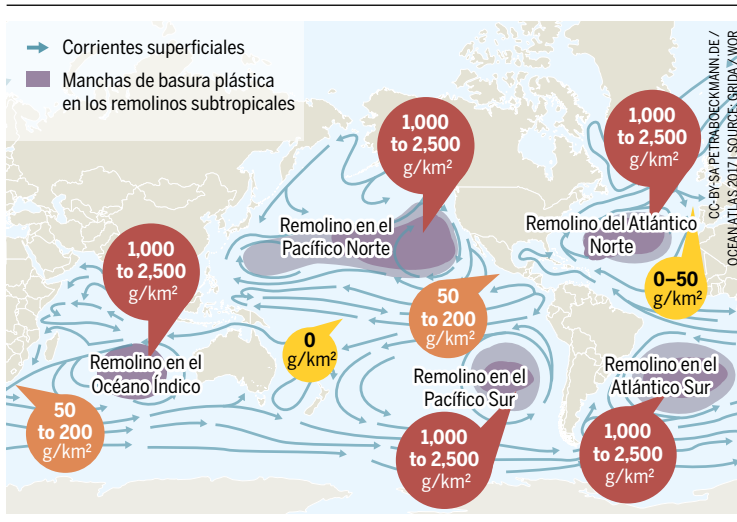 Corrientes superficiales
Manchas de basura plástica
en los remolinos subtropicales
1,000
to 2,500
g/km²
1,000
to 2,500
g/km²
Remolino en el
Pacífico Norte
Remolino del Atlántico
Norte
1,000
to 2,500
g/km²
0–50
g/km²
50
to 200
g/km²
0
g/km²
Remolino en el
Océano Índico
Remolino en el
Pacífico Sur
Remolino en el
Atlántico Sur
50
to 200
g/km²
1,000
to 2,500
g/km²
1,000
to 2,500
g/km²
CC-BY-SA PETRABOECKMANN.DE /
OCEAN ATLAS 2017 | SOURCE: GRIDA / WOR